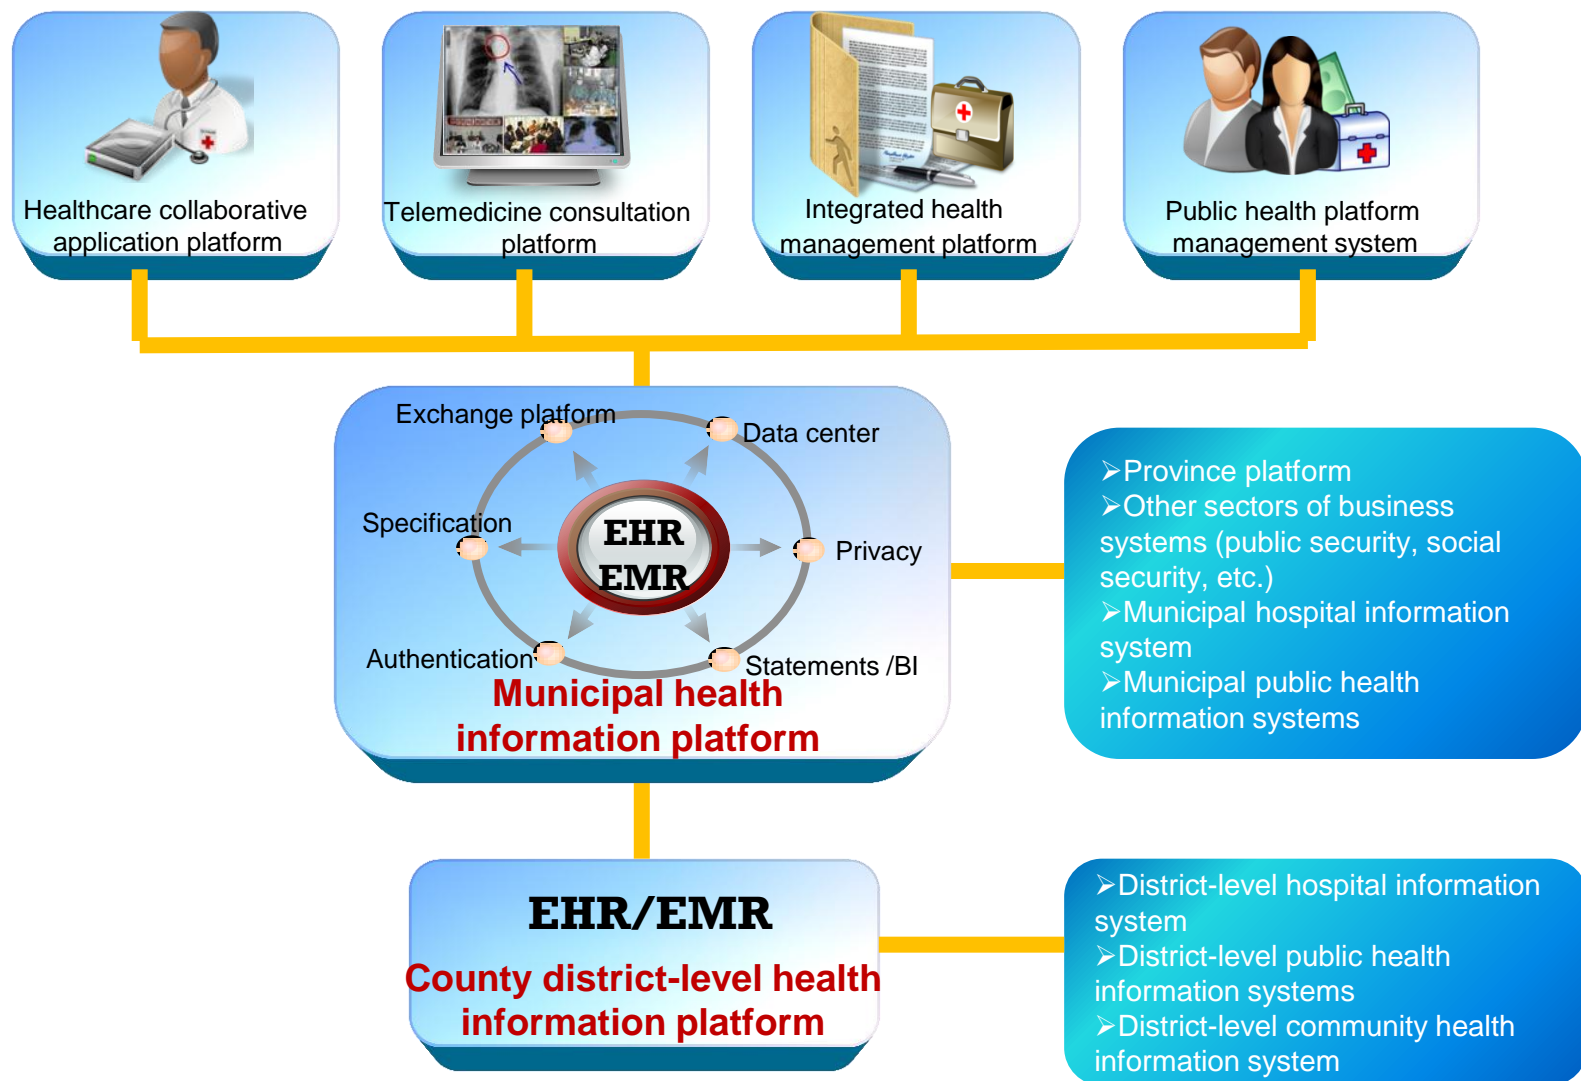 Healthcare collaborative
application platform
Telemedicine consultation
platform
Integrated health
management platform
Public health platform
management system
Exchange platform
Data center
Specification
EHR
EMR
Privacy
Authentication
Statements /BI
Municipal health
information platform
➢Province platform
➢Other sectors of business
systems (public security, social
security, etc.)
➢Municipal hospital information
system
➢Municipal public health
information systems
EHR/EMR
County district-level health
information platform
➢District-level hospital information
system
➢District-level public health
information systems
➢District-level community health
information system